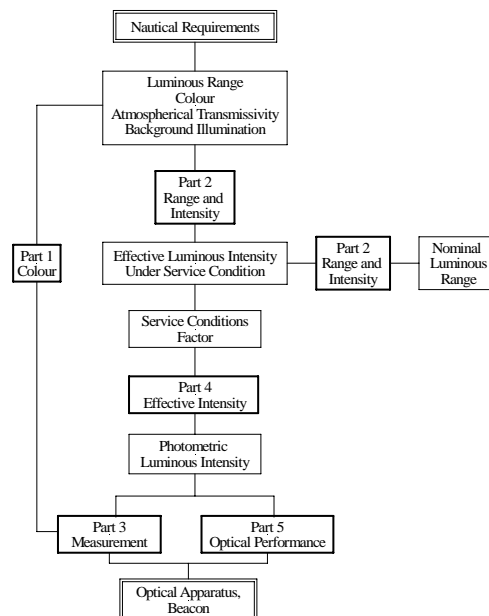 Nautical Requirements
Luminous Range
Colour
Atmospherical Transmissivity
Background Illumination
Part 2
Range and
Intensity
Part 1
Colour
Effective Luminous Intensity
Under Service Condition
Part 2
Range and
Intensity
Nominal
Luminous
Range
Service Conditions
Factor
Part 4
Effective Intensity
Photometric
Luminous Intensity
Part 3
Measurement
Part 5
Optical Performance
Optical Apparatus,
Beacon